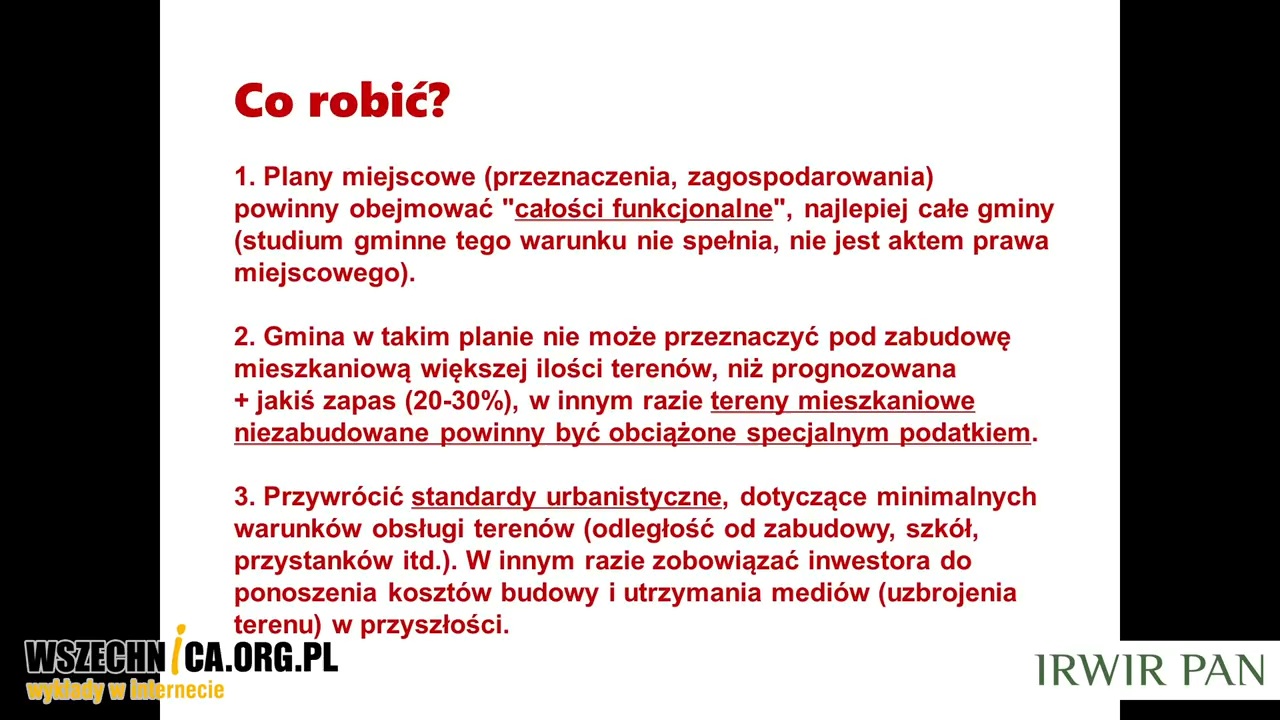 Co robić?
1. Plany miejscowe (przeznaczenia, zagospodarowania)
powinny obejmować "całości funkcjonalne", najlepiej całe gminy
(studium gminne tego warunku nie spełnia, nie jest aktem prawa
miejscowego).
2. Gmina w takim planie nie może przeznaczyć pod zabudowę
mieszkaniową większej ilości terenów, niż prognozowana
+ jakiś zapas (20-30%), w innym razie tereny mieszkaniowe
niezabudowane powinny być obciążone specjalnym podatkiem.
3. Przywrócić standardy urbanistyczne, dotyczące minimalnych
warunków obsługi terenów (odległość od zabudowy, szkół,
przystanków itd.). W innym razie zobowiązać inwestora do
ponoszenia kosztów budowy i utrzymania mediów (uzbrojenia
terenu) w przyszłości.
WSZECHNiCA.ORG.PL
wykłady w internecie
IRWIR PAN